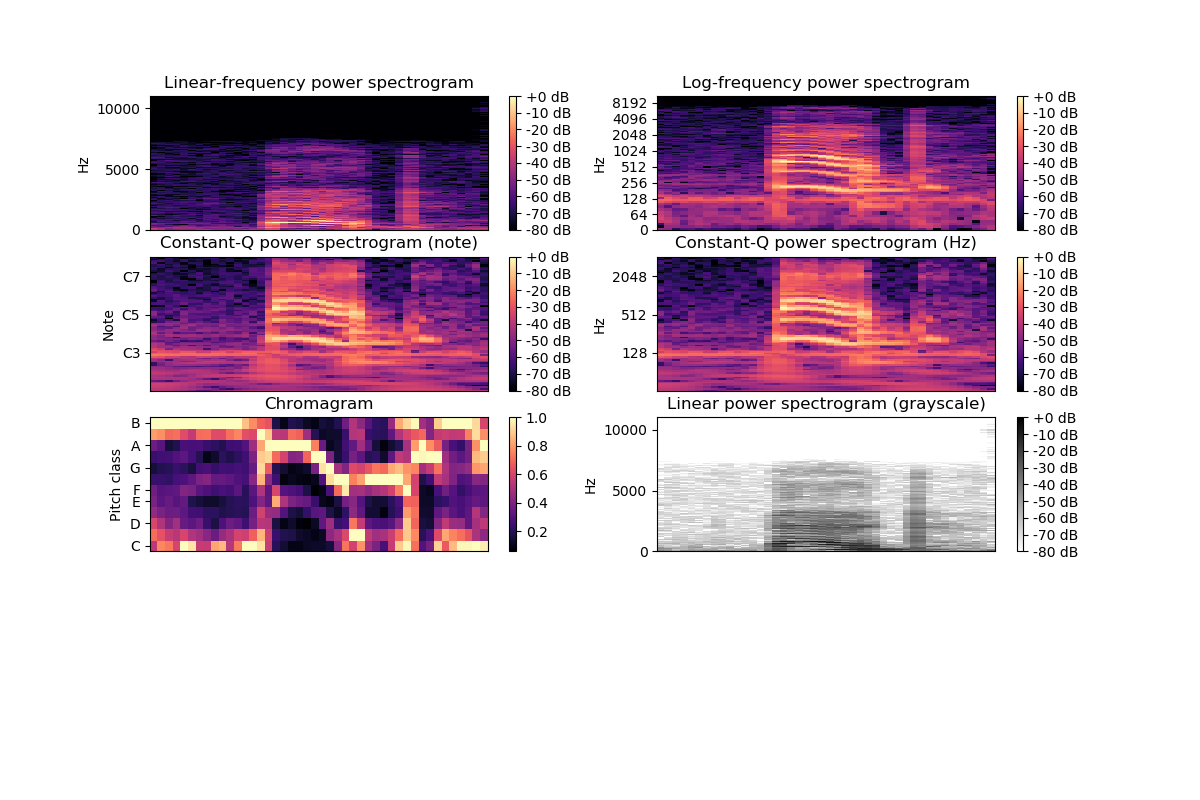 Linear-frequency power spectrogram
Hz
10000
5000
0
+0 dB
-10 dB
-20 dB
-30 dB
-40 dB
-50 dB
-60 dB
-70 dB
-80 dB
Log-frequency power spectrogram
Hz
8192
4096
2048
1024
512
256
128
64
0
+0 dB
-10 dB
-20 dB
-30 dB
-40 dB
-50 dB
-60 dB
-70 dB
-80 dB
Constant-Q power spectrogram (note)
Note
C7
C5
C3
+0 dB
-10 dB
-20 dB
-30 dB
-40 dB
-50 dB
-60 dB
-70 dB
-80 dB
Constant-Q power spectrogram (Hz)
Hz
2048
512
128
+0 dB
-10 dB
-20 dB
-30 dB
-40 dB
-50 dB
-60 dB
-70 dB
-80 dB
Chromagram
Pitch class
B
A
G
F
E
D
C
1.0
0.8
0.6
0.4
0.2
Linear power spectrogram (grayscale)
Hz
10000
5000
0
+0 dB
-10 dB
-20 dB
-30 dB
-40 dB
-50 dB
-60 dB
-70 dB
-80 dB